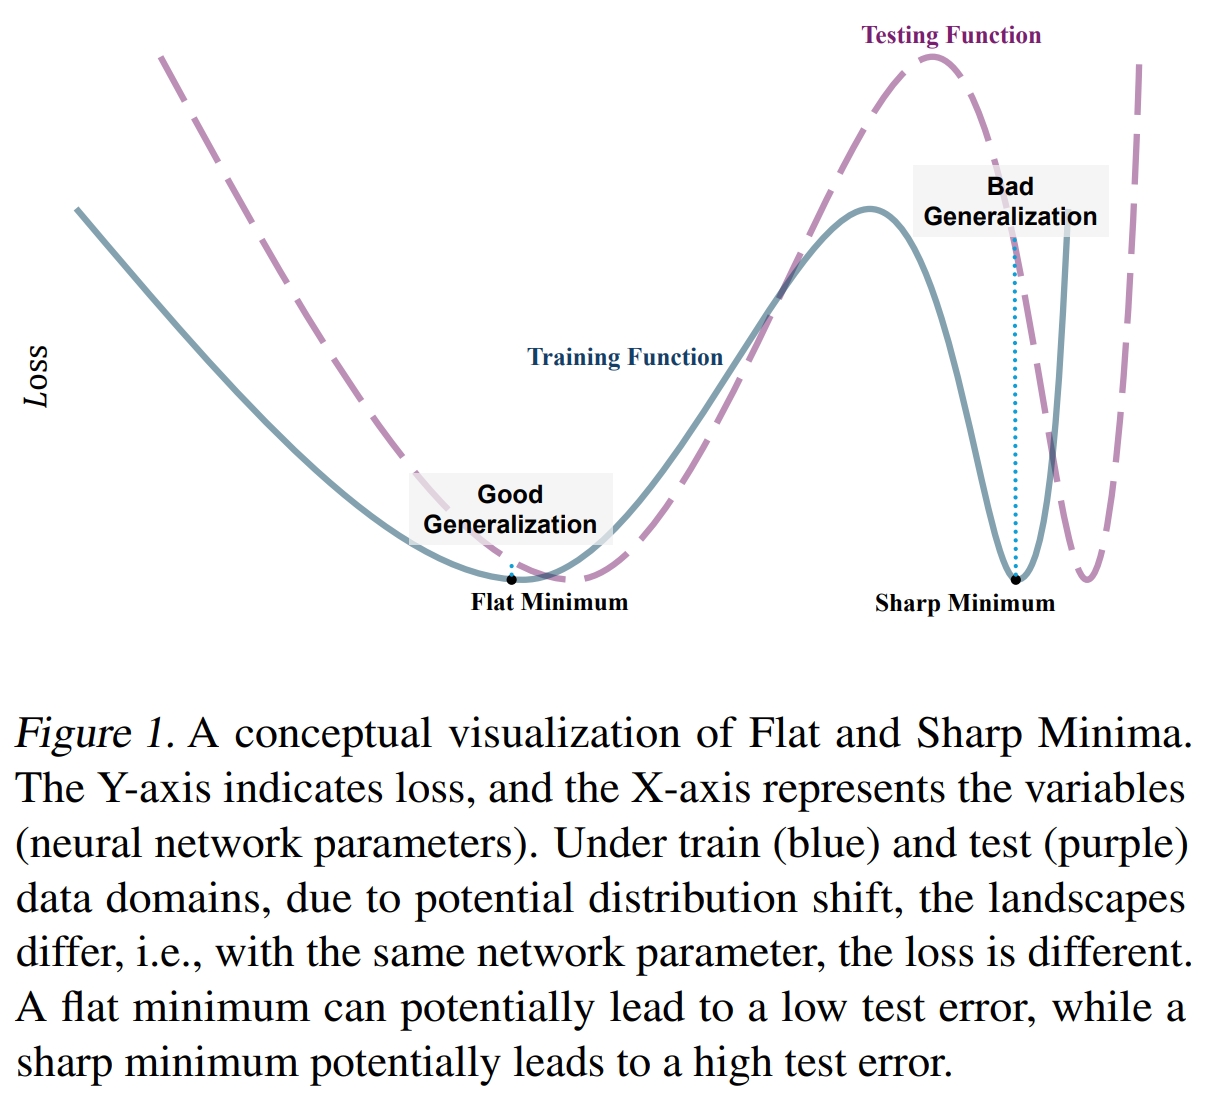 Testing Function
Bad
Generalization
Training Function
Loss
Good
Generalization
Flat Minimum
Sharp Minimum
Figure 1. A conceptual visualization of Flat and Sharp Minima.
The Y-axis indicates loss, and the X-axis represents the variables
(neural network parameters). Under train (blue) and test (purple)
data domains, due to potential distribution shift, the landscapes
differ, i.e., with the same network parameter, the loss is different.
A flat minimum can potentially lead to a low test error, while a
sharp minimum potentially leads to a high test error.